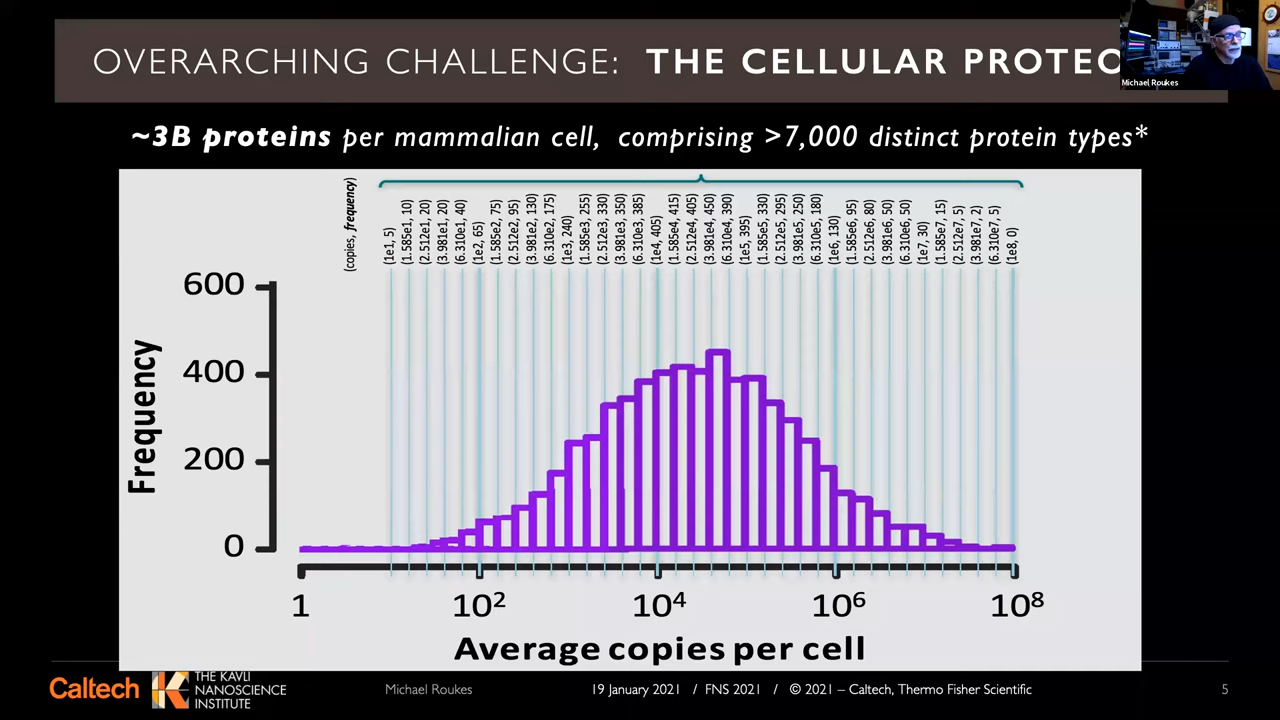 OVERARCHING CHALLENGE: THE CELLULAR PROTEO
Michael Roukes
~3B proteins per mammalian cell, comprising >7,000 distinct protein types*
(copies, frequency)
(1e1, 5)
(1.585e1, 10)
(2.512e1, 20)
(3.981e1, 20)
(6.310e1, 40)
(1e2, 65)
(1.585e2, 75)
(2.512e2, 95)
(3.981e2, 130)
(6.310e2, 175)
(1e3, 240)
(1.585e3, 255)
(2.512e3, 330)
(3.981e3, 350)
(6.310e3, 385)
(1e4, 405)
(1.585e4, 415)
(2.512e4, 405)
(3.981e4, 450)
(6.310e4, 390)
(1e5, 395)
(1.585e5, 330)
(2.512e5, 295)
(3.981e5, 250)
(6.310e5, 180)
(1e6, 130)
(1.585e6, 95)
(2.512e6, 80)
(3.981e6, 50)
(6.310e6, 50)
(1e7, 30)
(1.585e7, 15)
(2.512e7, 5)
(3.981e7, 2)
(6.310e7, 5)
(1e8, 0)
600
400
200
0
Frequency
1 10² 10⁴ 10⁶ 10⁸
Average copies per cell
Caltech
THE KAVLI
NANOSCIENCE
INSTITUTE
Michael Roukes
19 January 2021 / FNS 2021 / © 2021 – Caltech, Thermo Fisher Scientific
5